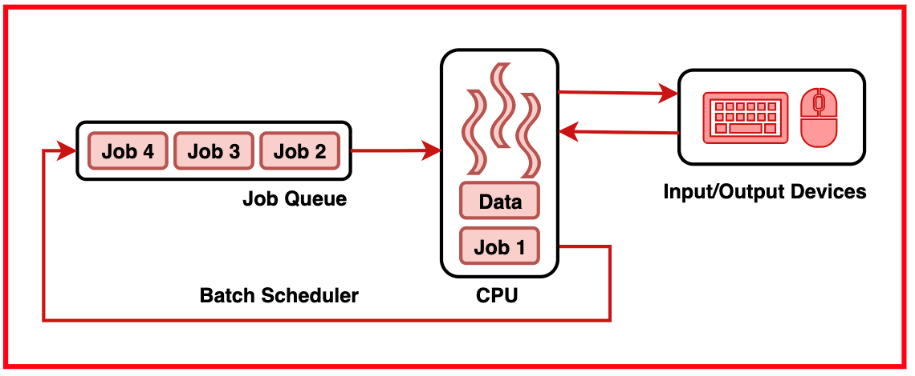 Job 4 Job 3 Job 2
Job Queue
Data
Job 1
CPU
Input/Output Devices
Batch Scheduler